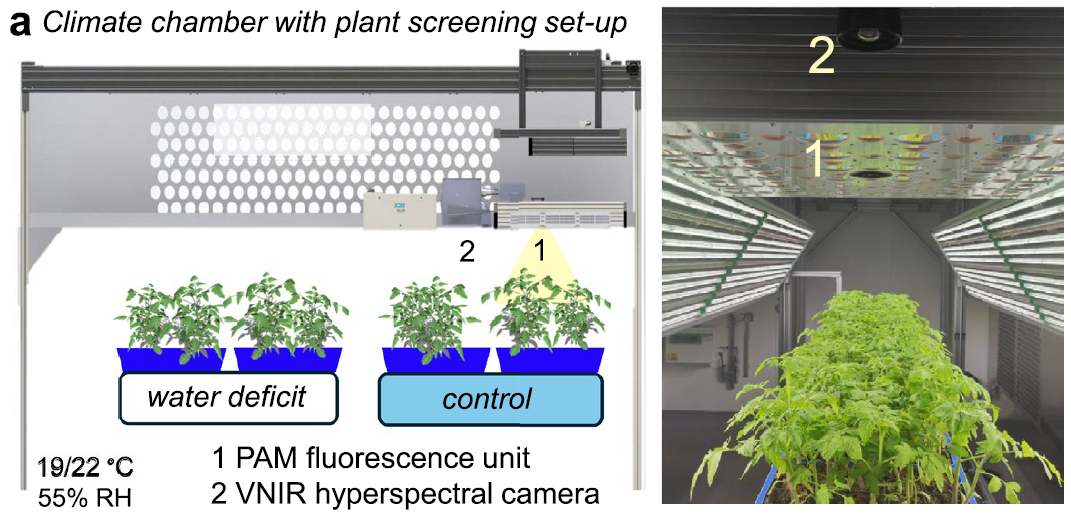 a Climate chamber with plant screening set-up
2
1
2 1
water deficit control
19/22 °C
55% RH
1 PAM fluorescence unit
2 VNIR hyperspectral camera